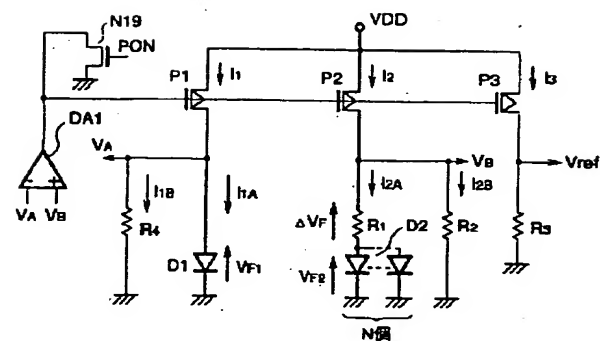 VDD
N19
PON
P1
I1
P2
I2
P3
I3
DA1
VA
VB
Vref
I1B
I1A
I2A
I2B
- +
VA VB
R4
ΔVF
R1
D2
R2
R3
D1
VF1
VF2
N個